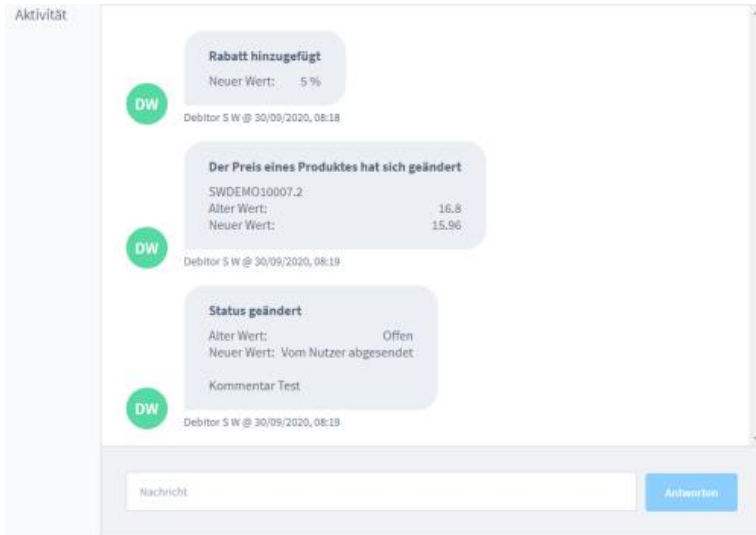 Aktivität
Rabatt hinzugefügt
Neuer Wert: 5 %
DW
Debitor S W @ 30/09/2020, 08:18
Der Preis eines Produktes hat sich geändert
SWDEMO10007.2
Alter Wert: 16.8
Neuer Wert: 15.96
DW
Debitor S W @ 30/09/2020, 08:19
Status geändert
Alter Wert: Offen
Neuer Wert: Vom Nutzer abgesendet
Kommentar Test
DW
Debitor S W @ 30/09/2020, 08:19
Nachricht
Antworten